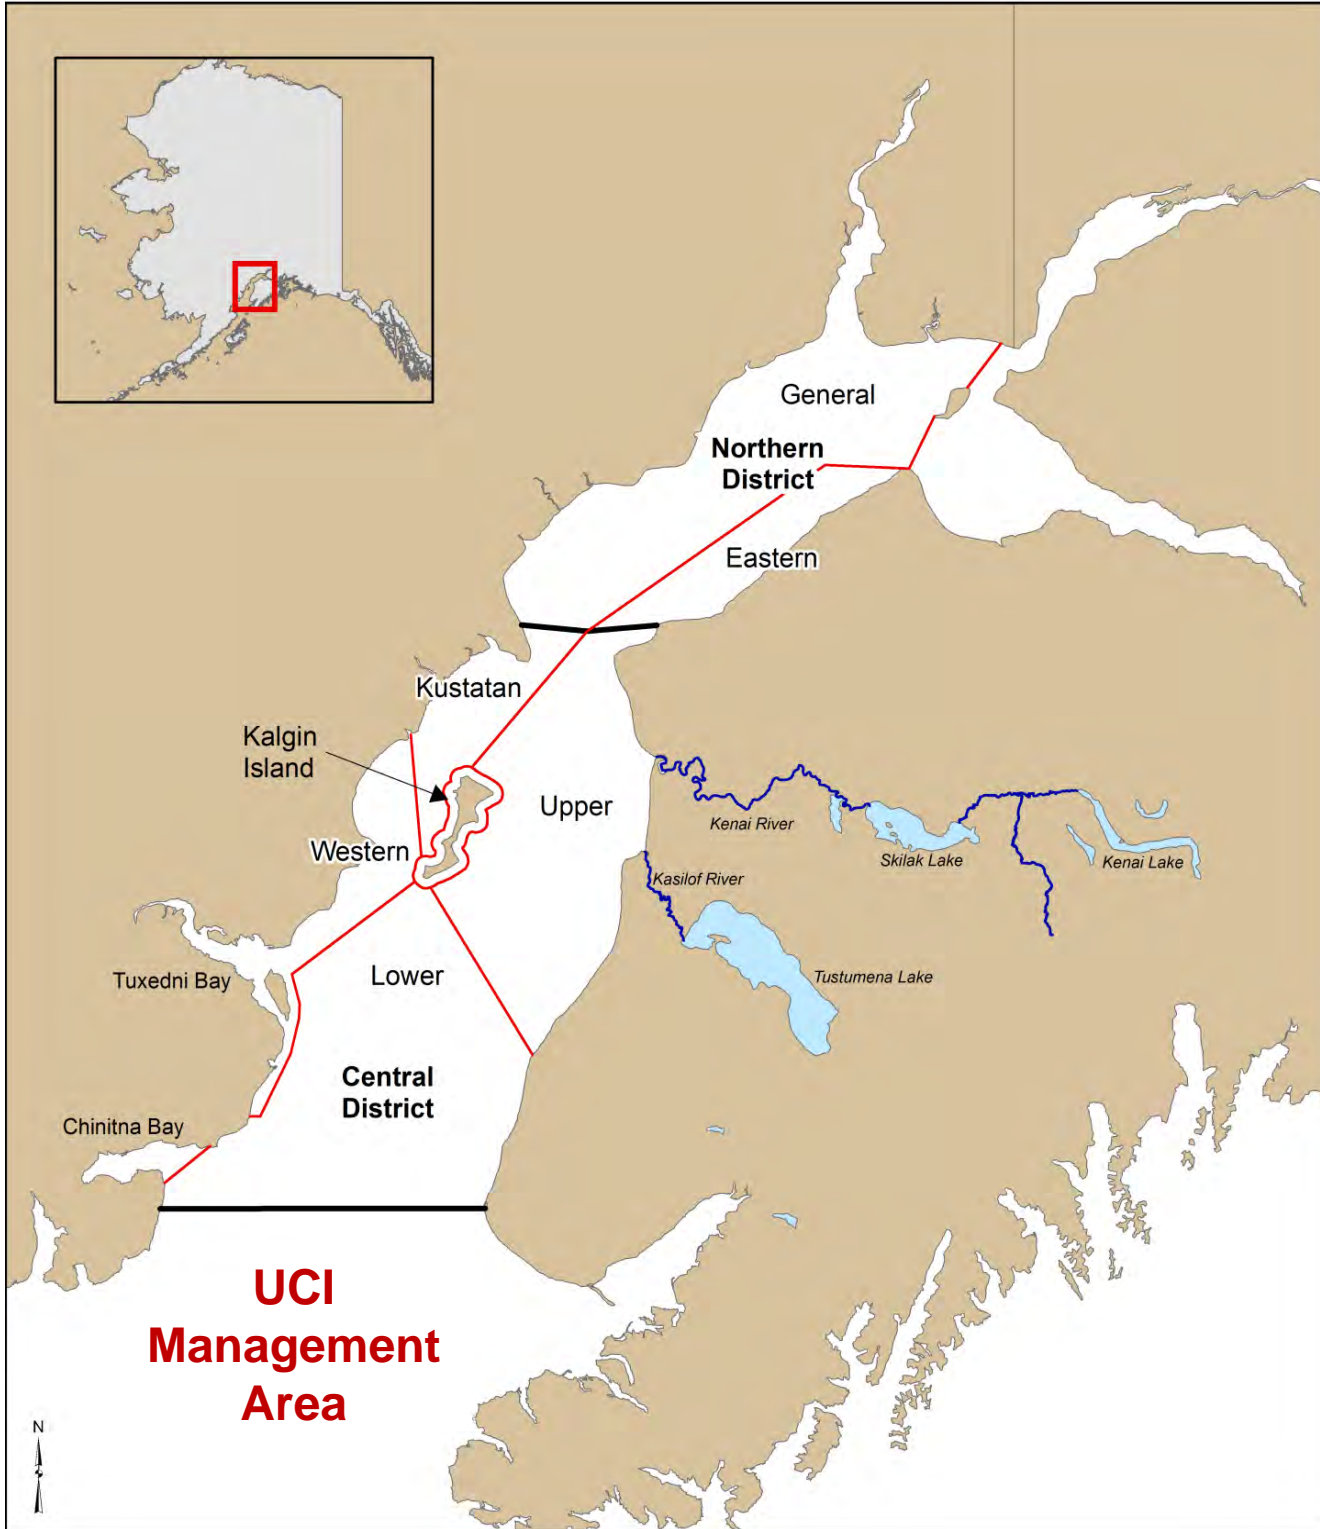 General
Northern
District
Eastern
Kustatan
Kalgin
Island
Upper
Western
Kenai River
Skilak Lake
Kenai Lake
Kasilof River
Tuxedni Bay
Lower
Tustumena Lake
Central
District
Chinitna Bay
UCI
Management
Area
N